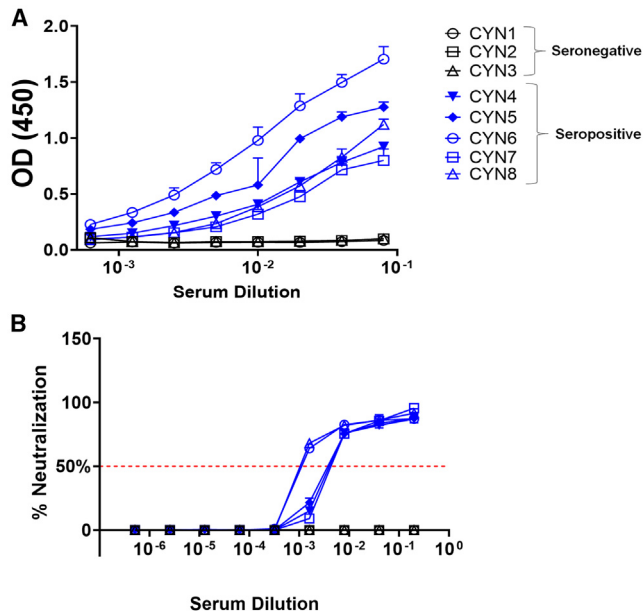 A
OD (450)
2.0
1.5
1.0
0.5
0.0
10-3
10-2
10-1
Serum Dilution
CYN1
CYN2
CYN3
Seronegative
CYN4
CYN5
CYN6
CYN7
CYN8
Seropositive
B
% Neutralization
150
100
50%
0
10-6
10-5
10-4
10-3
10-2
10-1
100
Serum Dilution